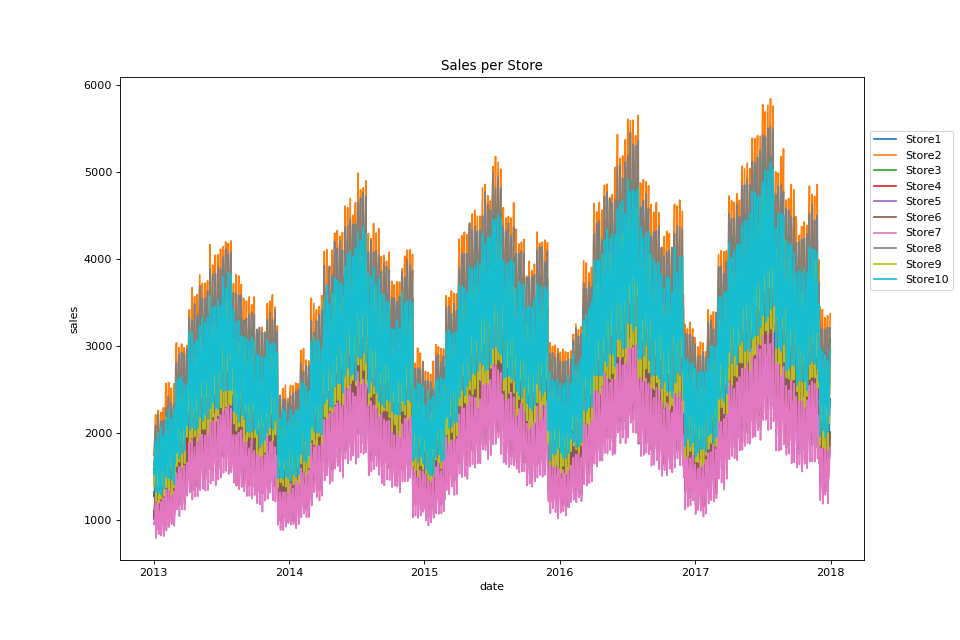 Sales per Store
sales
6000
5000
4000
3000
2000
1000
2013
2014
2015
2016
2017
2018
date
Store1
Store2
Store3
Store4
Store5
Store6
Store7
Store8
Store9
Store10